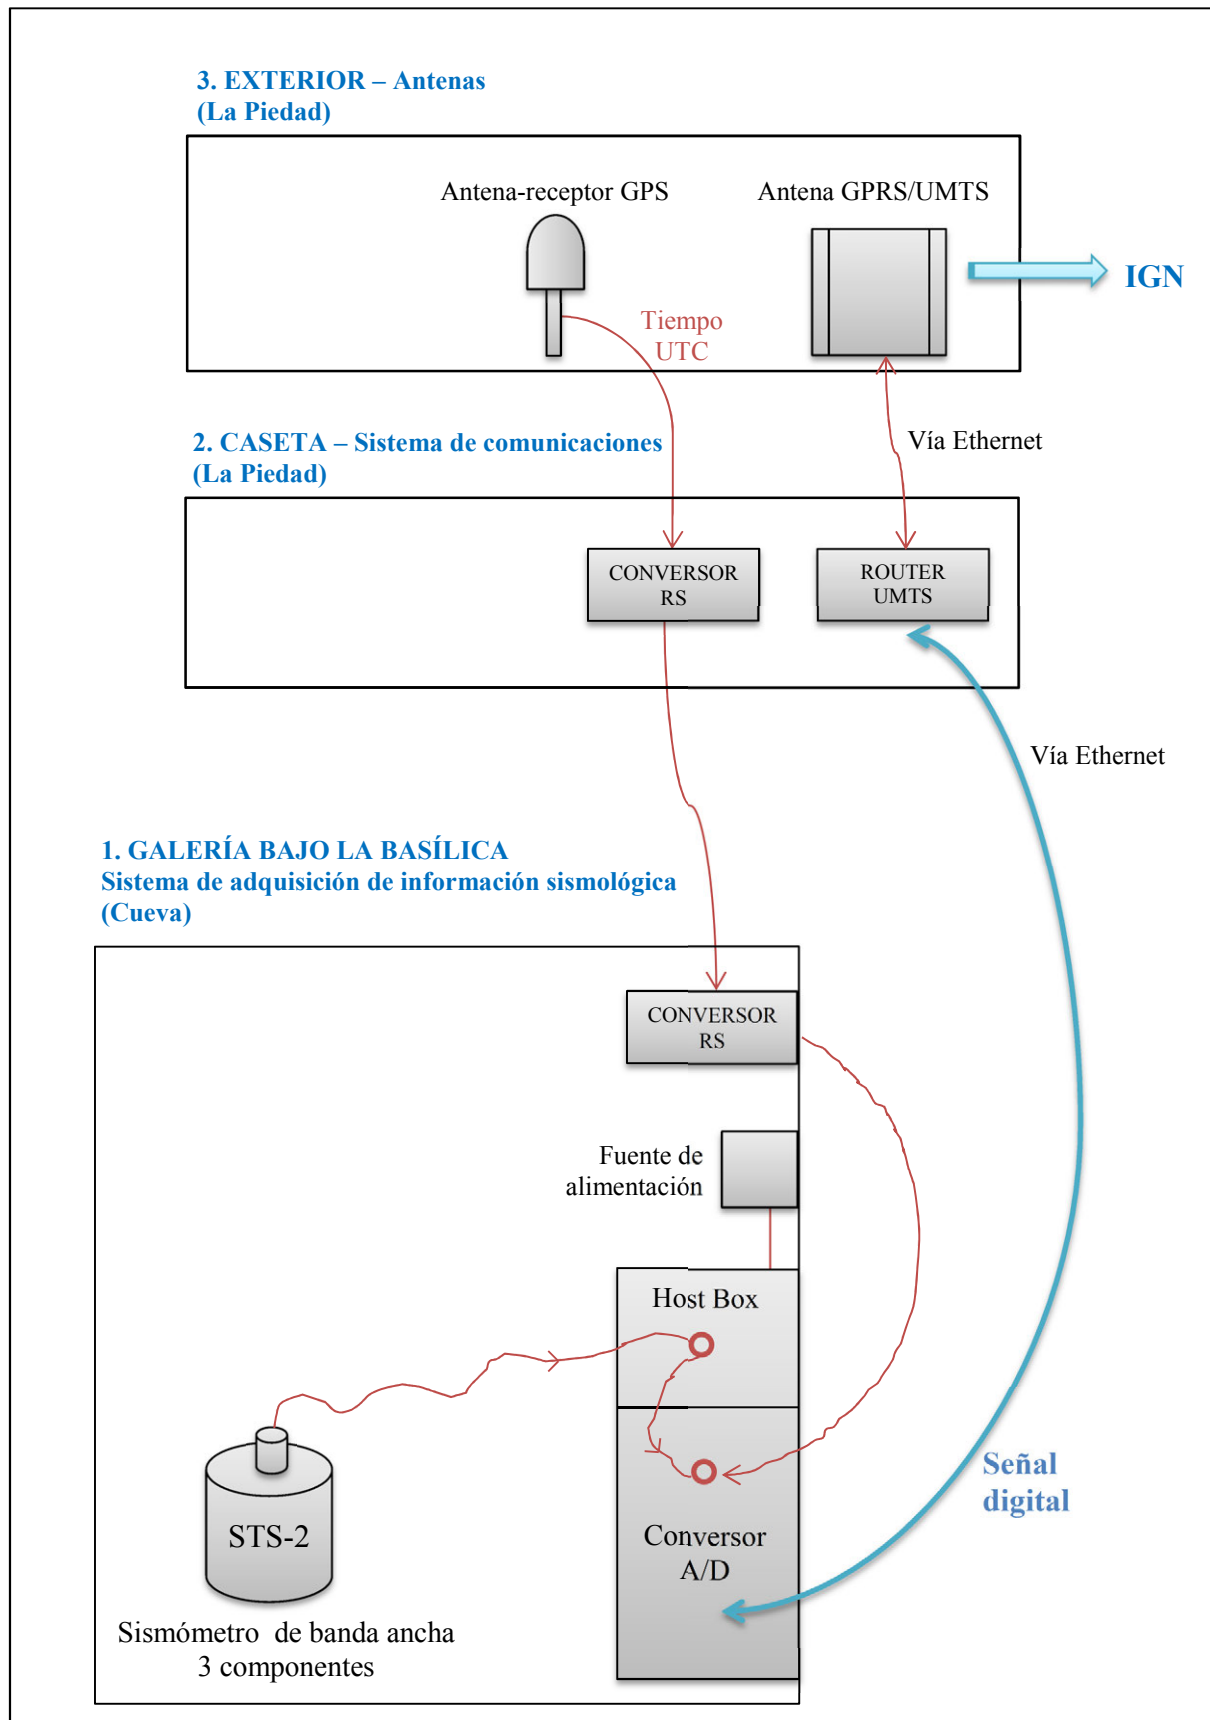 3. EXTERIOR – Antenas
(La Piedad)
Antena-receptor GPS
Antena GPRS/UMTS
IGN
Tiempo
UTC
2. CASETA – Sistema de comunicaciones
(La Piedad)
Vía Ethernet
CONVERSOR
RS
ROUTER
UMTS
Vía Ethernet
1. GALERÍA BAJO LA BASÍLICA
Sistema de adquisición de información sismológica
(Cueva)
CONVERSOR
RS
Fuente de
alimentación
Host Box
STS-2
Conversor
A/D
Señal
digital
Sismómetro de banda ancha
3 componentes